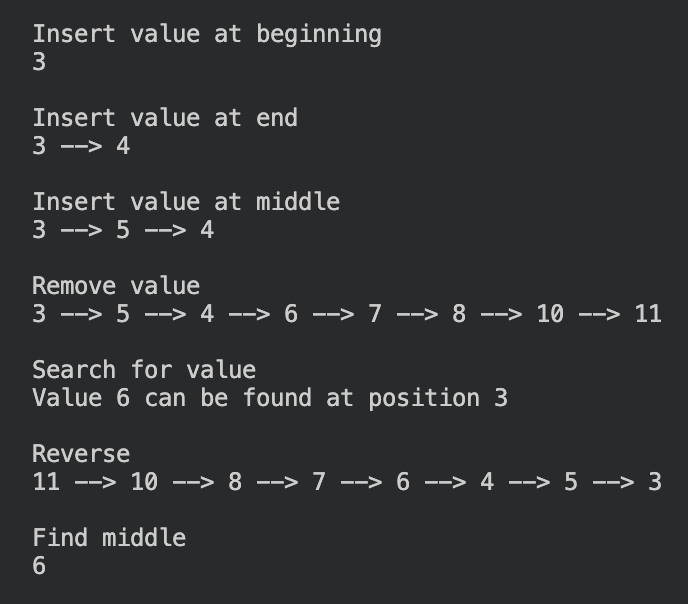 Insert value at beginning
3
Insert value at end
3 --> 4
Insert value at middle
3 --> 5 --> 4
Remove value
3 --> 5 --> 4 --> 6 --> 7 --> 8 --> 10 --> 11
Search for value
Value 6 can be found at position 3
Reverse
11 --> 10 --> 8 --> 7 --> 6 --> 4 --> 5 --> 3
Find middle
6